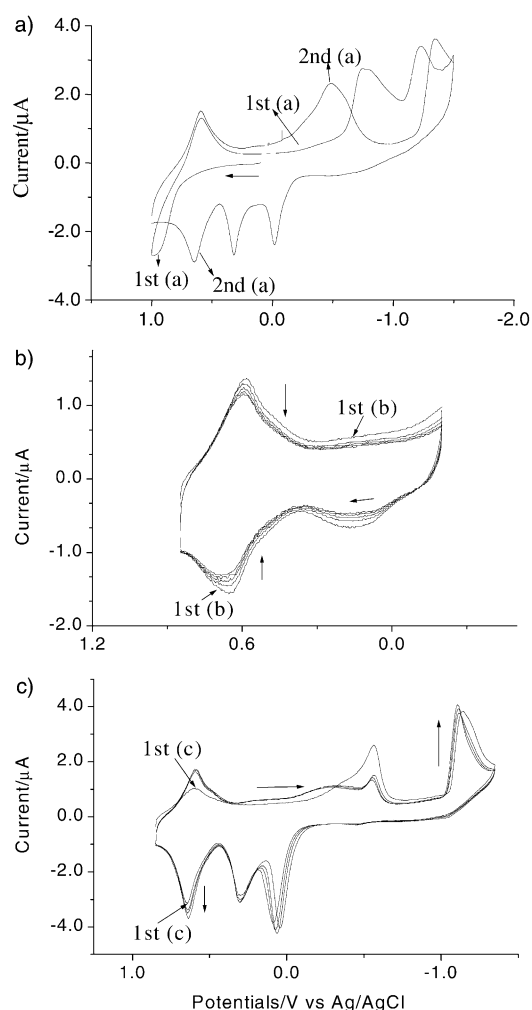 a)
4.0
2.0
0.0
-2.0
-4.0
Current/µA
2nd (a)
1st (a)
1st (a)
2nd (a)
1.0 0.0 -1.0 -2.0
b)
1.0
0.0
-1.0
-2.0
Current/µA
1st (b)
1st (b)
1.2 0.6 0.0
c)
4.0
2.0
0.0
-2.0
-4.0
Current/µA
1st (c)
1st (c)
1.0 0.0 -1.0
Potentials/V vs Ag/AgCl